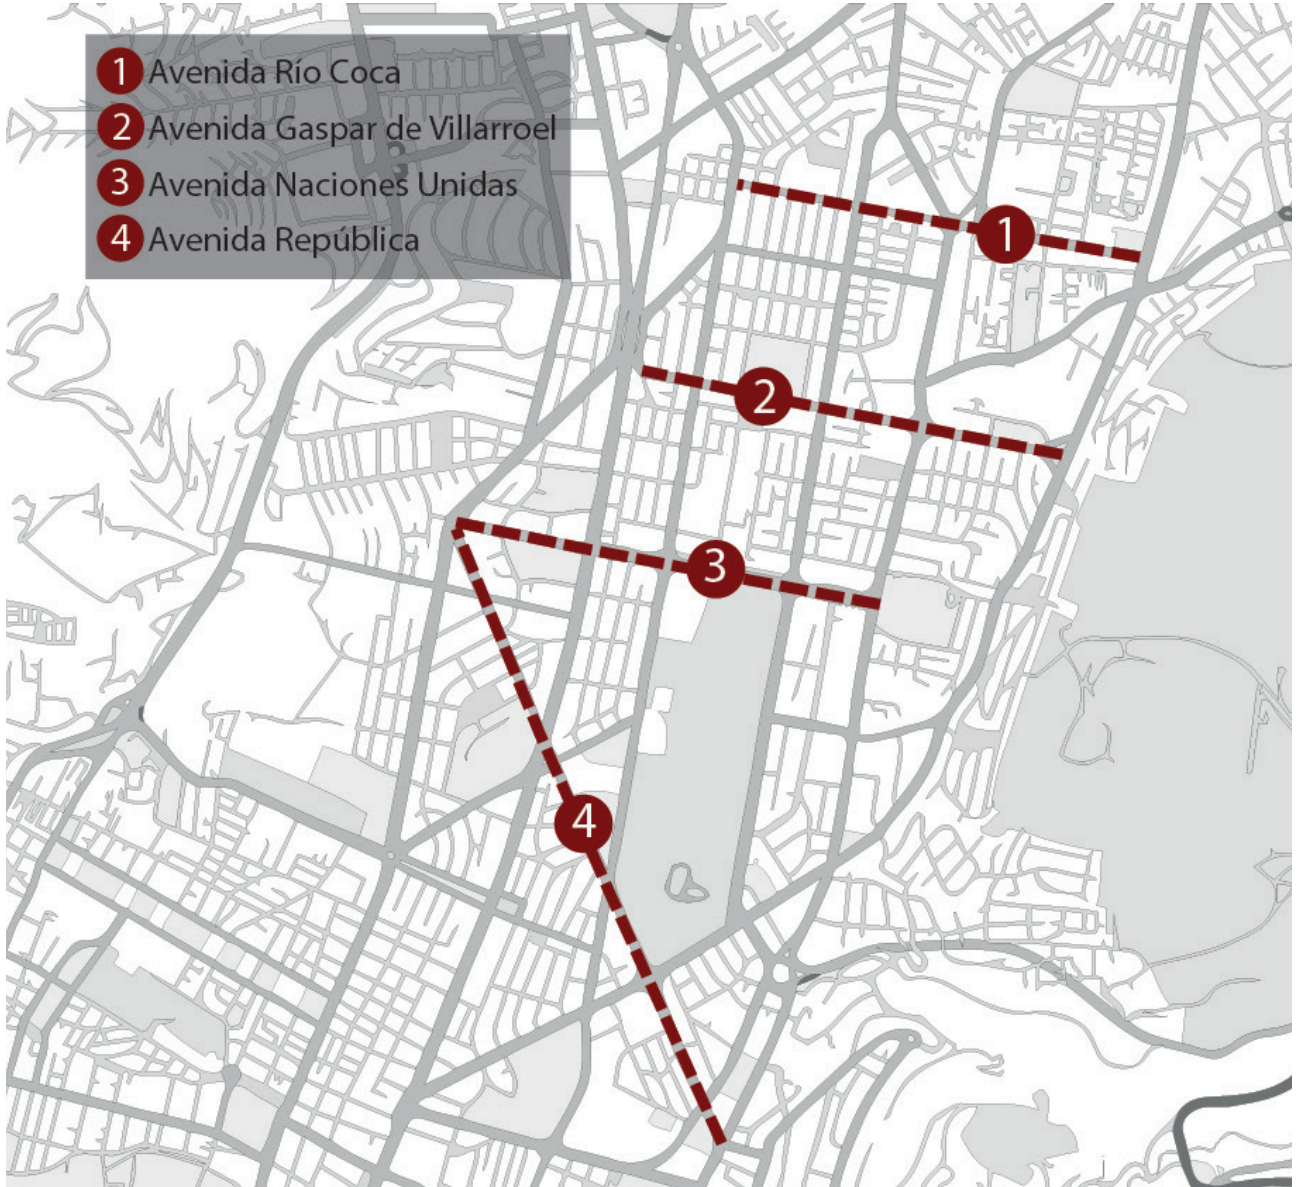 1 Avenida Río Coca
2 Avenida Gaspar de Villarroel
3 Avenida Naciones Unidas
4 Avenida República
1
2
3
4